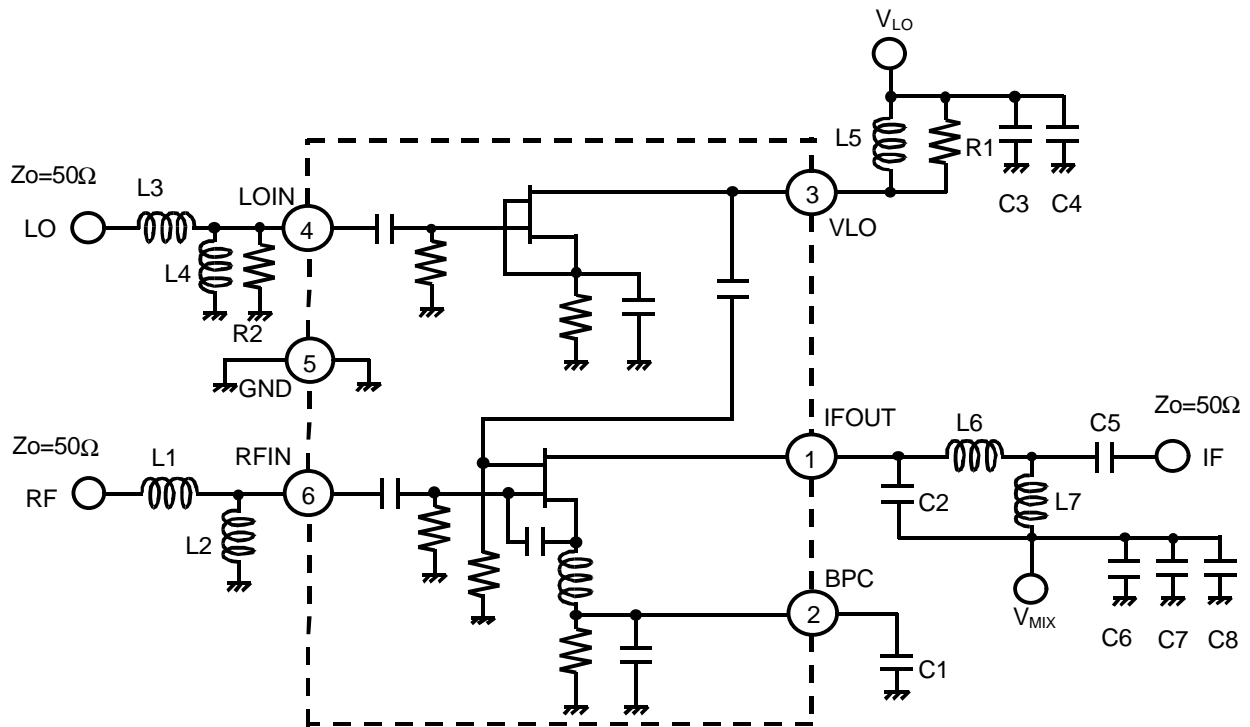 VLO
L5
R1
C3
C4
Zo=50Ω
L3
LOIN
LO
4
L4
R2
3
VLO
5
GND
Zo=50Ω
L1
RFIN
RF
6
L2
IFOUT
1
L6
C5
Zo=50Ω
IF
C2
L7
BPC
2
C1
VMIX
C6
C7
C8